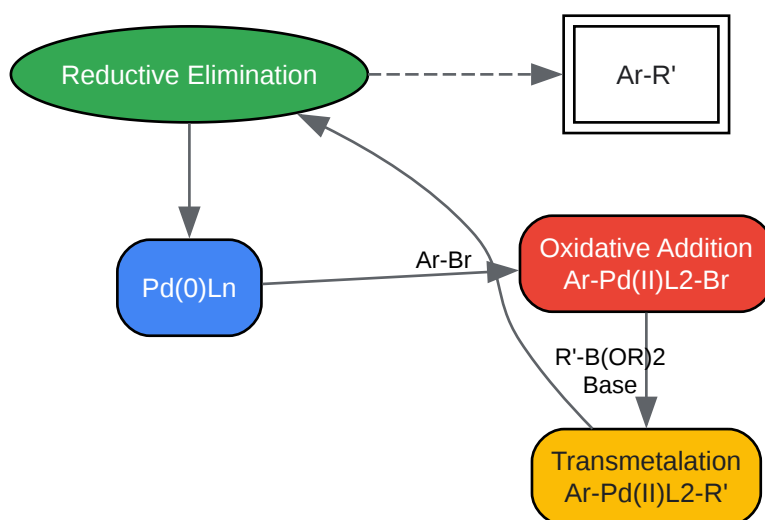 Reductive Elimination
Ar-R'
Pd(0)Ln
Ar-Br
Oxidative Addition
Ar-Pd(II)L2-Br
R'-B(OR)2
Base
Transmetalation
Ar-Pd(II)L2-R'